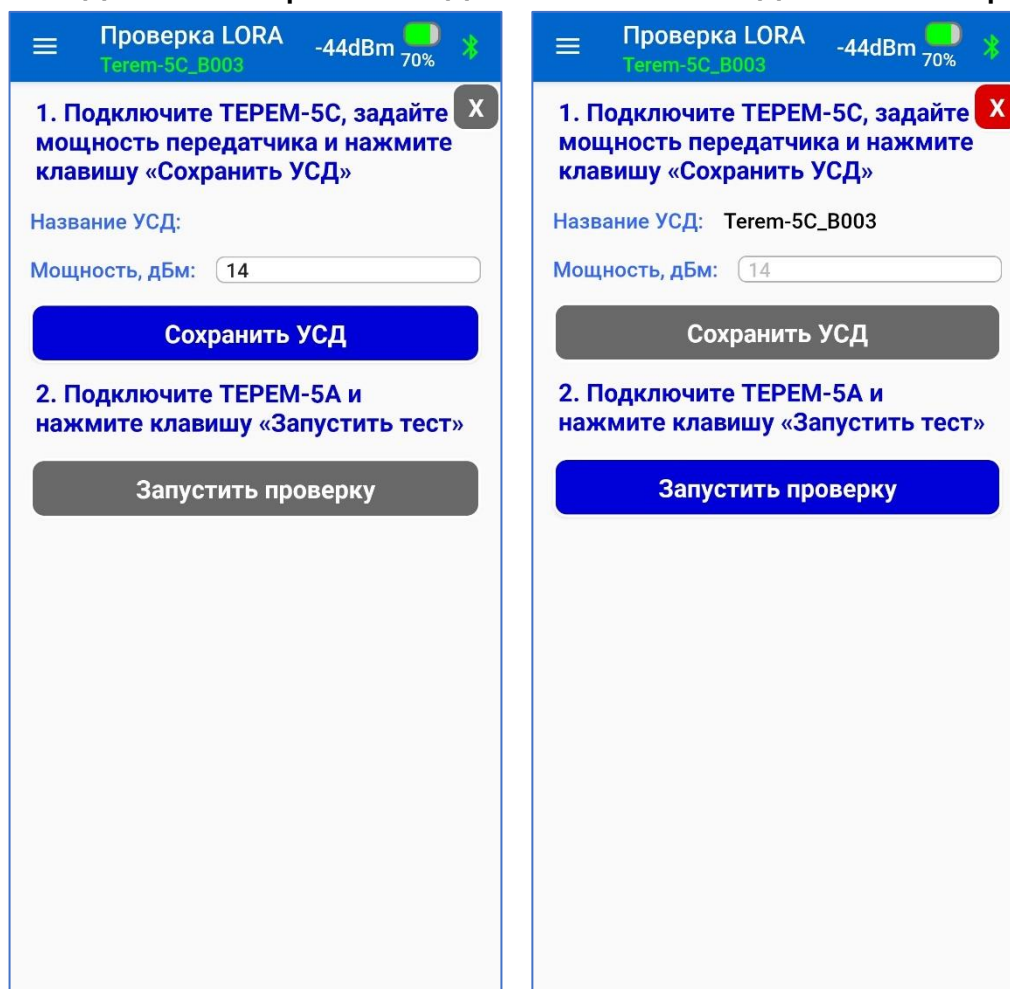 Проверка LORA
-44dBm
Terem-5C_B003
70%
1. Подключите ТЕРЕМ-5С, задайте
X
мощность передатчика и нажмите
клавишу «Сохранить УСД»
Название УСД:
Мощность, дБм: 14
Сохранить УСД
2. Подключите ТЕРЕМ-5А и
нажмите клавишу «Запустить тест»
Запустить проверку
Проверка LORA
-44dBm
Terem-5C_B003
70%
1. Подключите ТЕРЕМ-5С, задайте
X
мощность передатчика и нажмите
клавишу «Сохранить УСД»
Название УСД: Terem-5C_B003
Мощность, дБм: 14
Сохранить УСД
2. Подключите ТЕРЕМ-5А и
нажмите клавишу «Запустить тест»
Запустить проверку